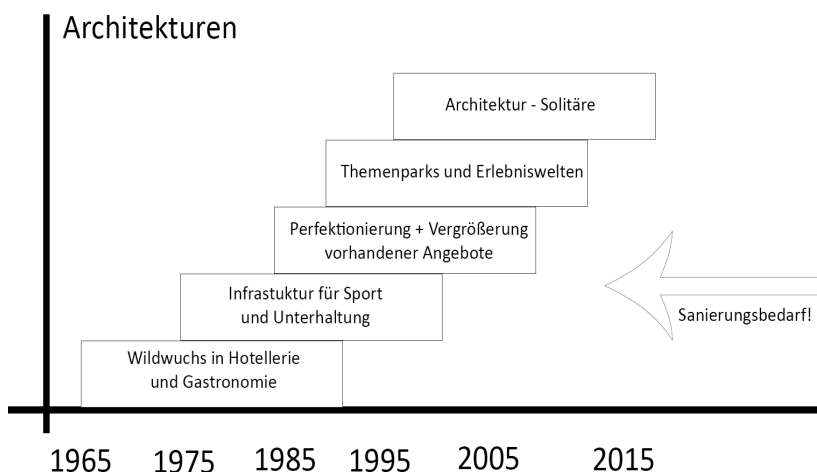 Architekturen
Architektur - Solitäre
Themenparks und Erlebniswelten
Perfektionierung + Vergrößerung
vorhandener Angebote
Infrastuktur für Sport
und Unterhaltung
Sanierungsbedarf!
Wildwuchs in Hotellerie
und Gastronomie
1965 1975 1985 1995 2005 2015